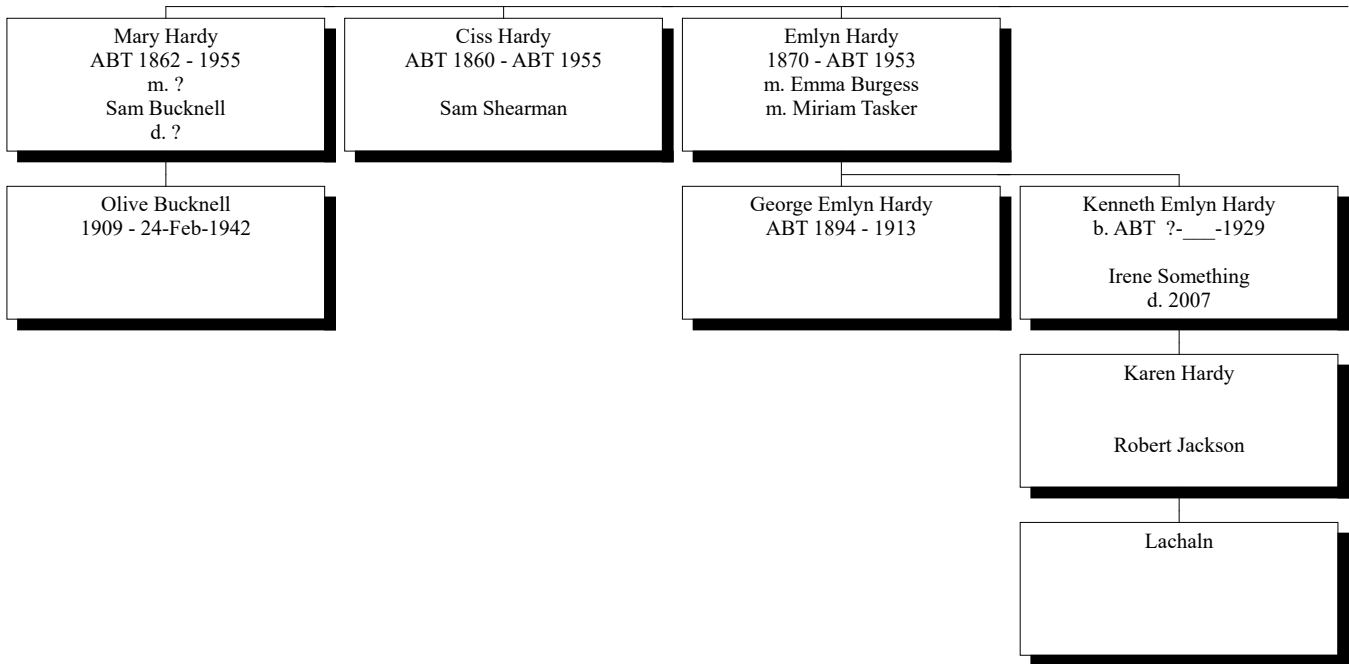 Mary Hardy
ABT 1862 - 1955
m. ?
Sam Bucknell
d. ?
Ciss Hardy
ABT 1860 - ABT 1955
Sam Shearman
Emlyn Hardy
1870 - ABT 1953
m. Emma Burgess
m. Miriam Tasker
Olive Bucknell
1909 - 24-Feb-1942
George Emlyn Hardy
ABT 1894 - 1913
Kenneth Emlyn Hardy
b. ABT  ?-___-1929
Irene Something
d. 2007
Karen Hardy
Robert Jackson
Lachaln